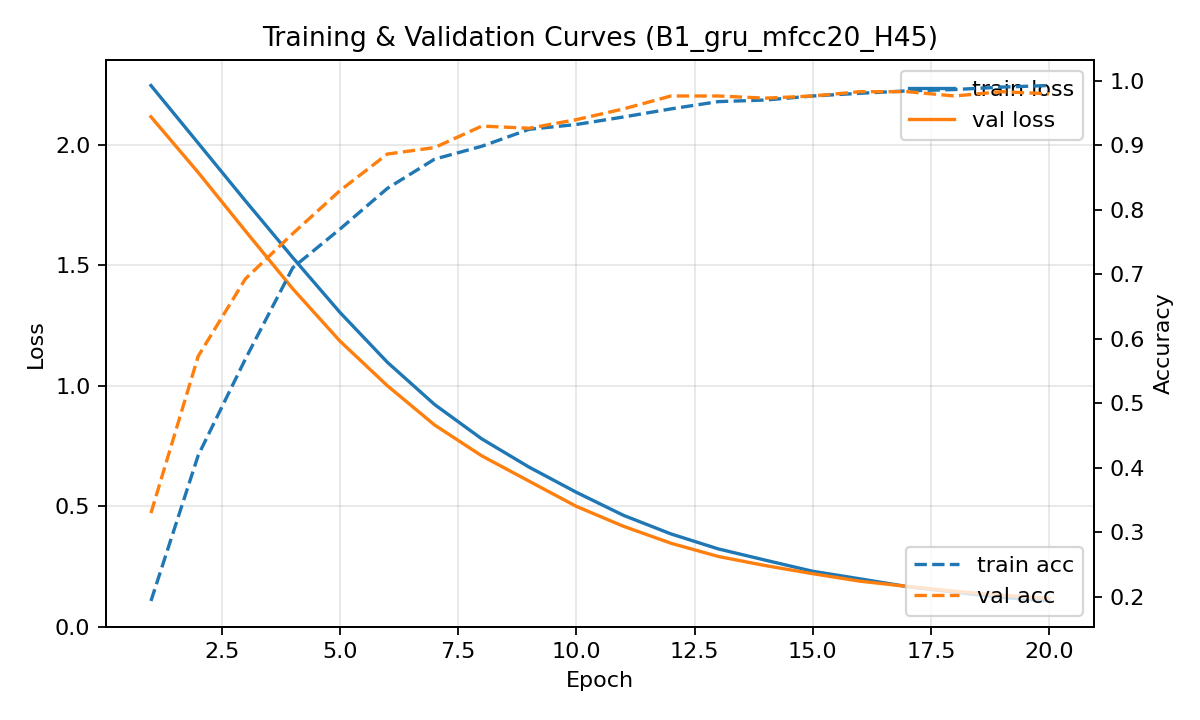 Training & Validation Curves (B1_gru_mfcc20_H45)
train loss
val loss
2.0
1.5
1.0
0.5
0.0
Loss
1.0
0.9
0.8
0.7
0.6
0.5
0.4
0.3
0.2
Accuracy
train acc
val acc
2.5 5.0 7.5 10.0 12.5 15.0 17.5 20.0
Epoch